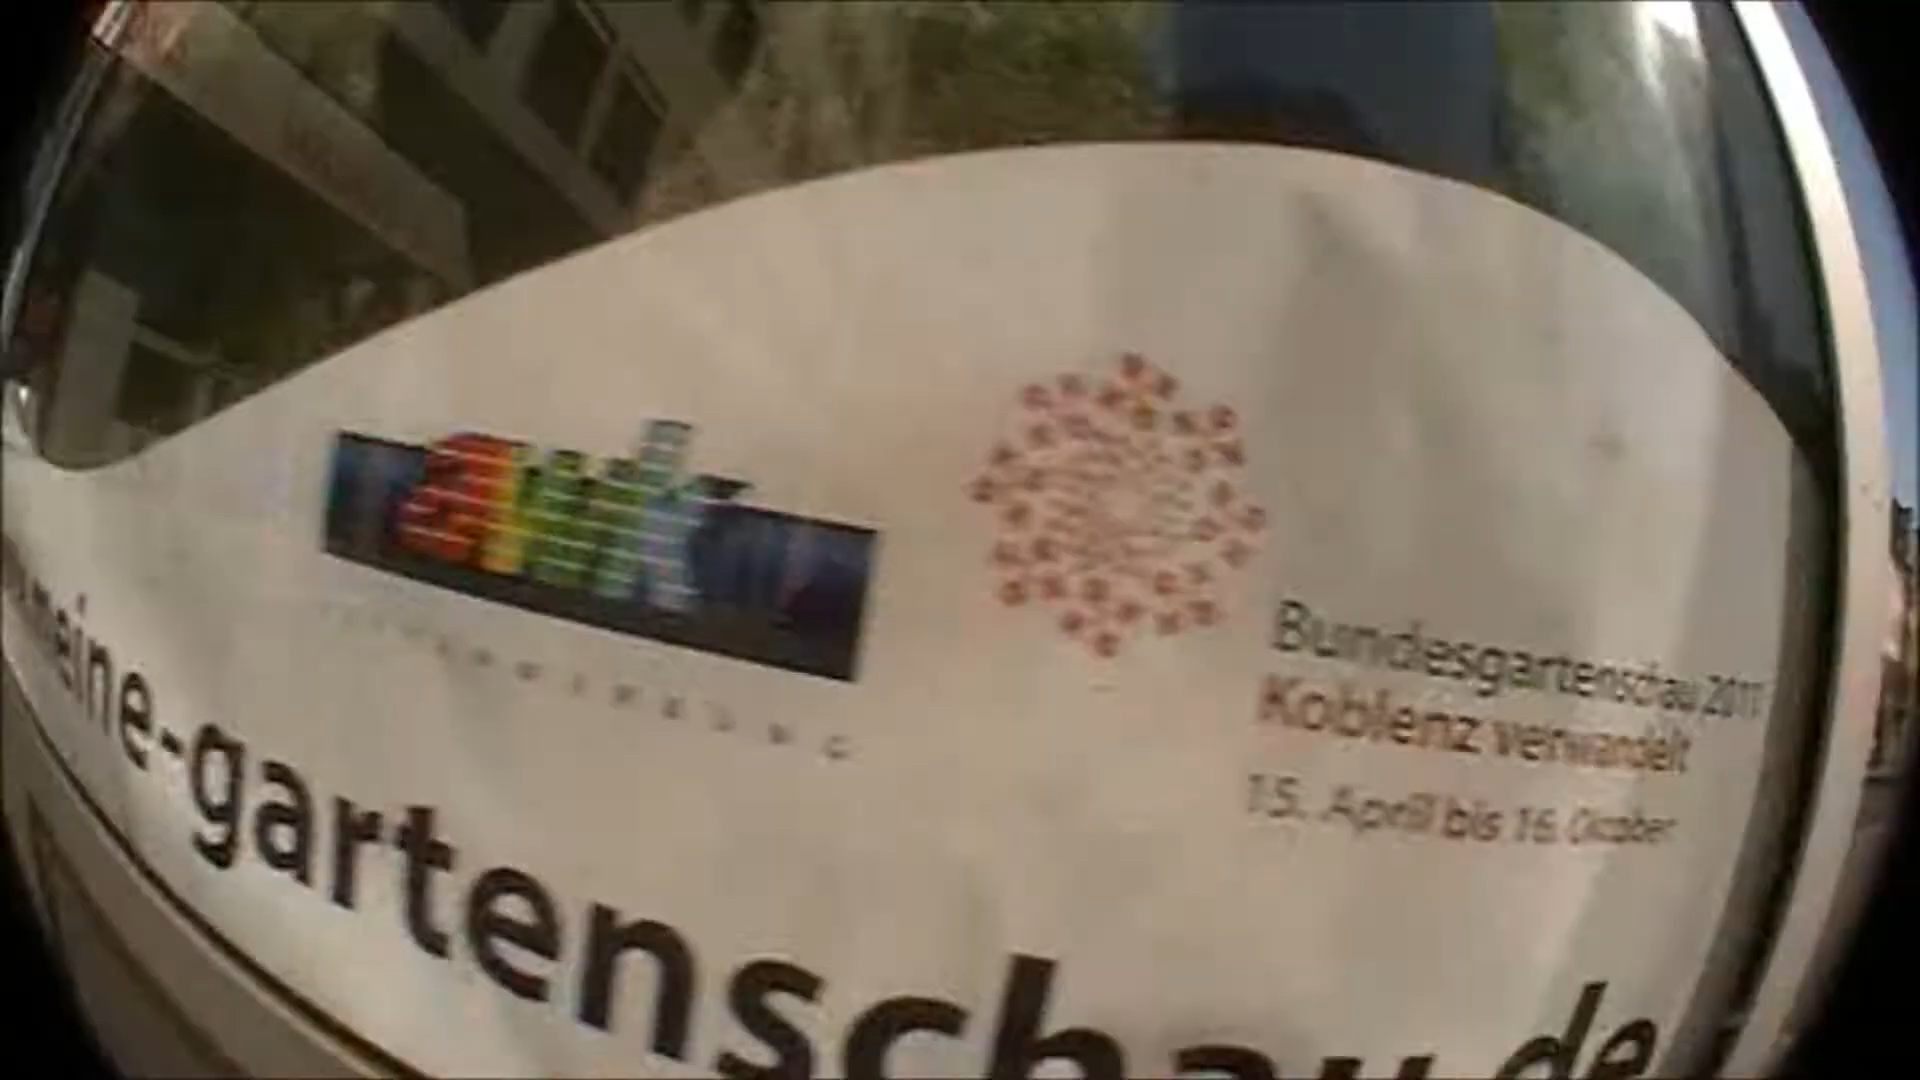 Bundesgartenschau 2011
Koblenz verwandelt
15. April bis 16. Oktober
meine-gartenschau.de